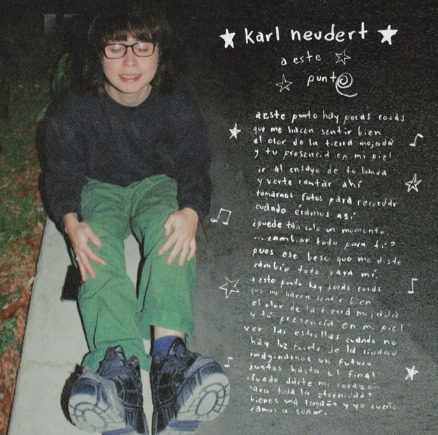 karl neudert
a este
punto
a este punto hay pocas cosas
que me hacen sentir bien
el olor de la tierra mojada
y tu presencia en mi piel
ir al ensayo de tu banda
y verte cantar ahí
tomarnos fotos para recordar
cuando éramos así
¿puede tan solo un momento
cambiar todo para ti?
pues ese beso que me diste
cambió todo para mí
a este punto hay pocas cosas
que me hacen sentir bien
el olor de la tierra mojada
y tu presencia en mi piel
ver las estrellas cuando no
hay luz la ciudad
imaginarnos un futuro
juntos hasta el final
¿puedo darte mi corazón
para toda la eternidad?
tienes una lagaña y yo sueño
vamos a soñar.